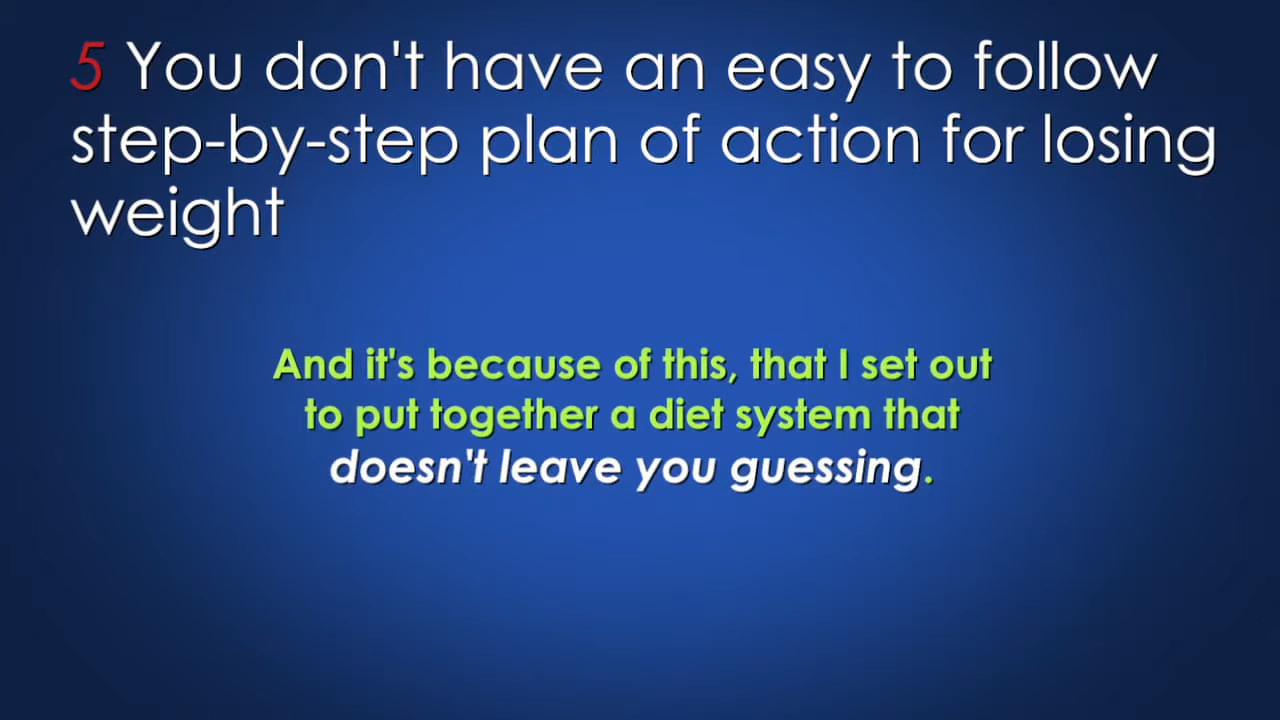 5 You don't have an easy to follow
step-by-step plan of action for losing
weight
And it's because of this, that I set out
to put together a diet system that
doesn't leave you guessing.